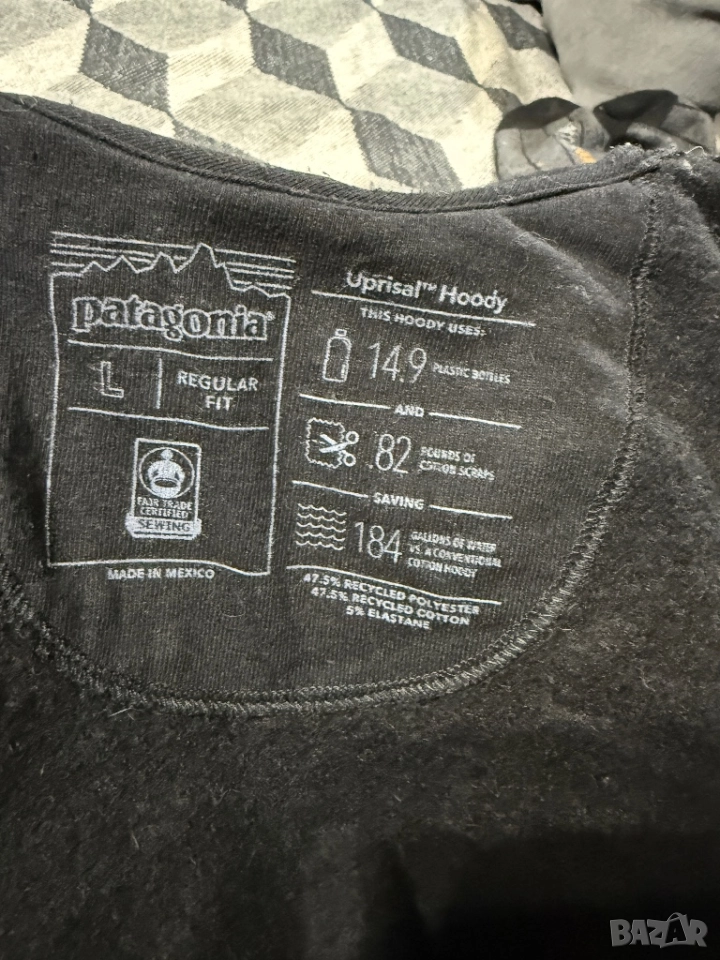 patagonia®
L
REGULAR
FIT
FAIR TRADE
CERTIFIED
SEWING
MADE IN MEXICO
Uprisal™ Hoody
THIS HOODY USES:
14.9 PLASTIC BOTTLES
AND
.82 POUNDS OF
COTTON SCRAPS
SAVING
184 GALLONS OF WATER
VS. A CONVENTIONAL
COTTON HOODY
47.5% RECYCLED POLYESTER
47.5% RECYCLED COTTON
5% ELASTANE
BAZAR